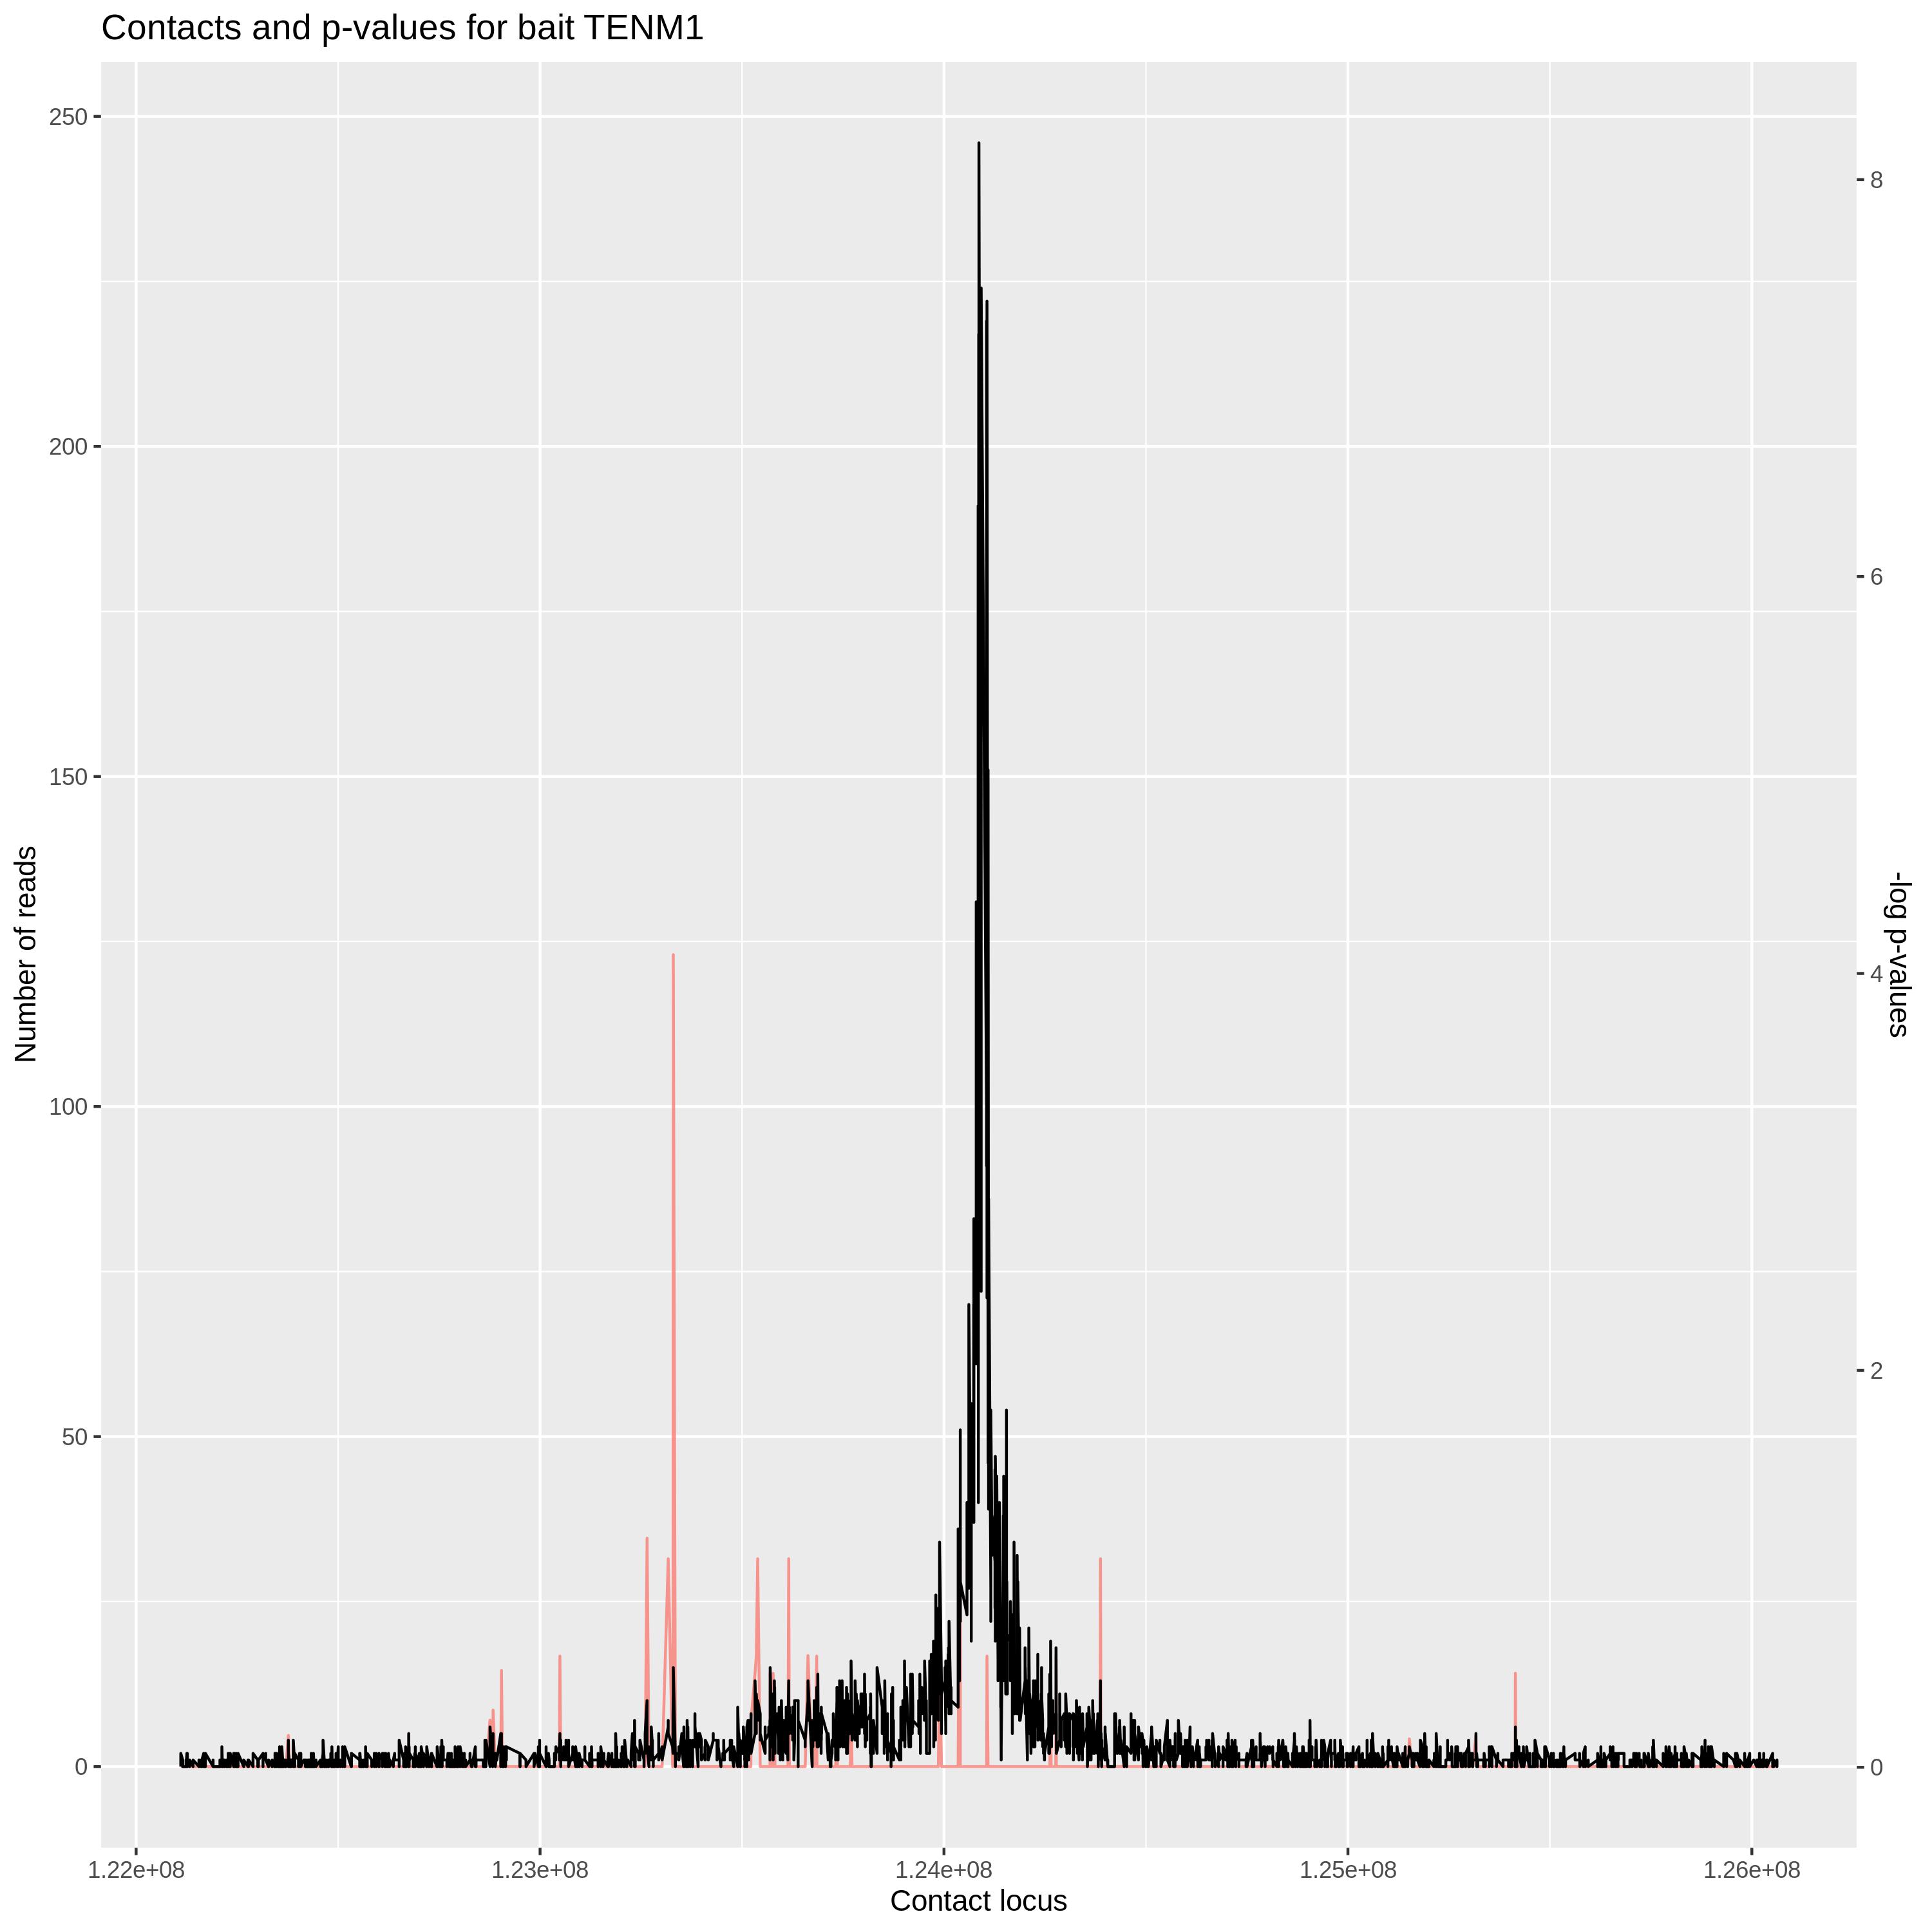 Contacts and p-values for bait TENM1
250
200
150
100
50
0
Number of reads
8
6
4
2
0
-log p-values
1.22e+08
1.23e+08
1.24e+08
1.25e+08
1.26e+08
Contact locus